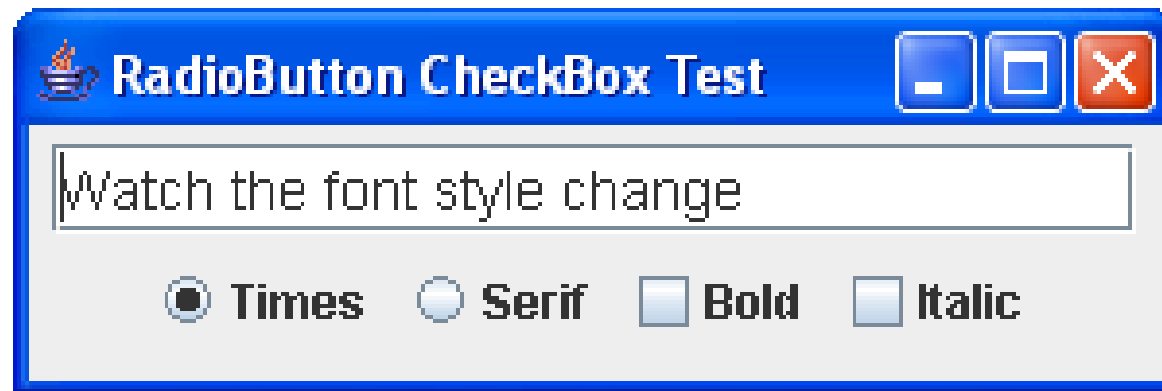 RadioButton CheckBox Test
Watch the font style change
Times Serif Bold Italic